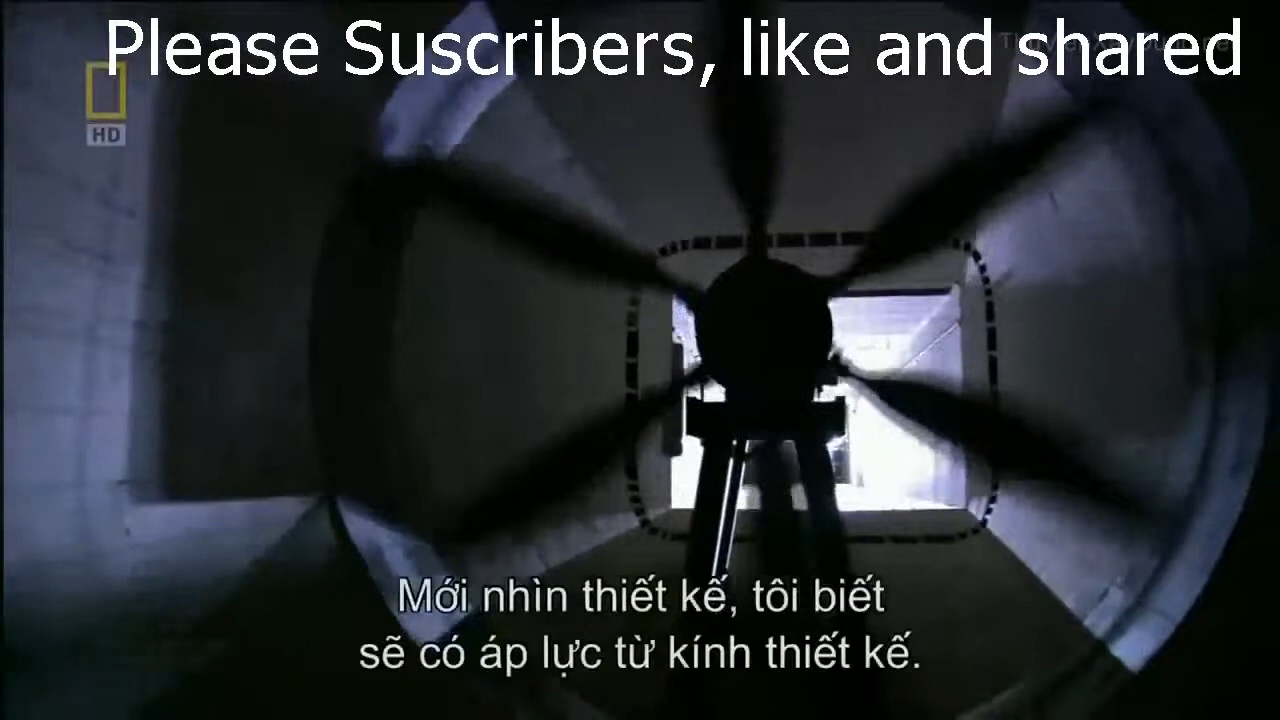 Please Suscribers, like and shared
HD
Mới nhìn thiết kế, tôi biết
sẽ có áp lực từ kính thiết kế.